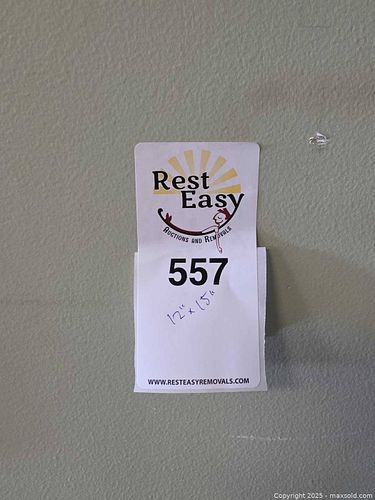 Rest
Easy
AUCTIONS AND REMOVALS
557
12" x 15"
WWW.RESTEASYREMOVALS.COM
Copyright 2025 - maxsold.com